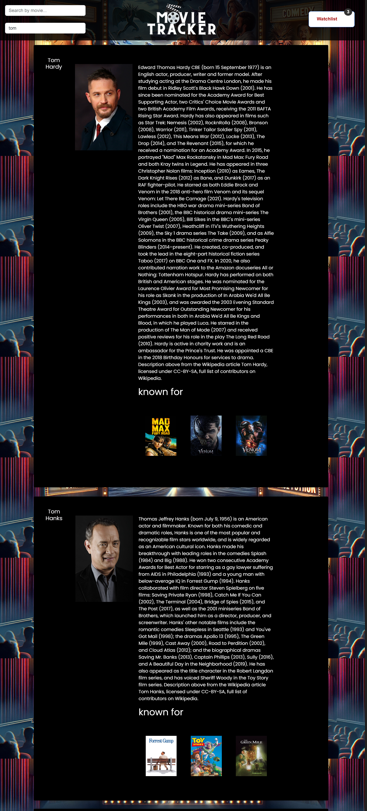 Search by movie...
tom
MOVIE
TRACKER
Watchlist
Tom
Hardy
Edward Thomas Hardy CBE (born 15 September 1977) is an
English actor, producer, writer and former model. After
studying acting at the Drama Centre London, he made his
film debut in Ridley Scott's Black Hawk Down (2001). He has
since been nominated for the Academy Award for Best
Supporting Actor, two Critics' Choice Movie Awards and
two British Academy Film Awards, receiving the 2011 BAFTA
Rising Star Award. Hardy has also appeared in films such
as Star Trek: Nemesis (2002), RocknRolla (2008), Bronson
(2008), Warrior (2011), Tinker Tailor Soldier Spy (2011),
Lawless (2012), This Means War (2012), Locke (2013), The
Drop (2014), and The Revenant (2015), for which he
received a nomination for an Academy Award. In 2015, he
portrayed "Mad" Max Rockatansky in Mad Max: Fury Road
and both Kray twins in Legend. He has appeared in three
Christopher Nolan films: Inception (2010) as Eames, The
Dark Knight Rises (2012) as Bane, and Dunkirk (2017) as an
RAF fighter-pilot. He starred as both Eddie Brock and
Venom in the 2018 anti-hero film Venom and its sequel
Venom: Let There Be Carnage (2021). Hardy's television
roles include the HBO war drama mini-series Band of
Brothers (2001), the BBC historical drama mini-series The
Virgin Queen (2005), Bill Sikes in the BBC's mini-series
Oliver Twist (2007), Heathcliff in ITV's Wuthering Heights
(2009), the Sky 1 drama series The Take (2009), and as Alfie
Solomons in the BBC historical crime drama series Peaky
Blinders (2014–present). He created, co-produced, and
took the lead in the eight-part historical fiction series
Taboo (2017) on BBC One and FX. In 2020, he also
contributed narration work to the Amazon docuseries All or
Nothing: Tottenham Hotspur. Hardy has performed on both
British and American stages. He was nominated for the
Laurence Olivier Award for Most Promising Newcomer for
his role as Skank in the production of In Arabia We'd All Be
Kings (2003), and was awarded the 2003 Evening Standard
Theatre Award for Outstanding Newcomer for his
performances in both In Arabia We'd All Be Kings and
Blood, in which he played Luca. He starred in the
production of The Man of Mode (2007) and received
positive reviews for his role in the play The Long Red Road
(2010). Hardy is active in charity work and is an
ambassador for the Prince's Trust. He was appointed a CBE
in the 2018 Birthday Honours for services to drama.
Description above from the Wikipedia article Tom Hardy,
licensed under CC-BY-SA, full list of contributors on
Wikipedia.
known for
MAD
MAX
VENOM
VENOM
Tom
Hanks
Thomas Jeffrey Hanks (born July 9, 1956) is an American
actor and filmmaker. Known for both his comedic and
dramatic roles, Hanks is one of the most popular and
recognizable film stars worldwide, and is widely regarded
as an American cultural icon. Hanks made his
breakthrough with leading roles in the comedies Splash
(1984) and Big (1988). He won two consecutive Academy
Awards for Best Actor for starring as a gay lawyer suffering
from AIDS in Philadelphia (1993) and a young man with
below-average IQ in Forrest Gump (1994). Hanks
collaborated with film director Steven Spielberg on five
films: Saving Private Ryan (1998), Catch Me If You Can
(2002), The Terminal (2004), Bridge of Spies (2015), and
The Post (2017), as well as the 2001 miniseries Band of
Brothers, which launched him as a director, producer, and
screenwriter. Hanks' other notable films include the
romantic comedies Sleepless in Seattle (1993) and You've
Got Mail (1998); the dramas Apollo 13 (1995), The Green
Mile (1999), Cast Away (2000), Road to Perdition (2002),
and Cloud Atlas (2012); and the biographical dramas
Saving Mr. Banks (2013), Captain Phillips (2013), Sully (2016),
and A Beautiful Day in the Neighborhood (2019). He has
also appeared as the title character in the Robert Langdon
film series, and has voiced Sheriff Woody in the Toy Story
film series. Description above from the Wikipedia article
Tom Hanks, licensed under CC-BY-SA, full list of
contributors on Wikipedia.
known for
Forrest Gump
TOY
STORY
Green Mile